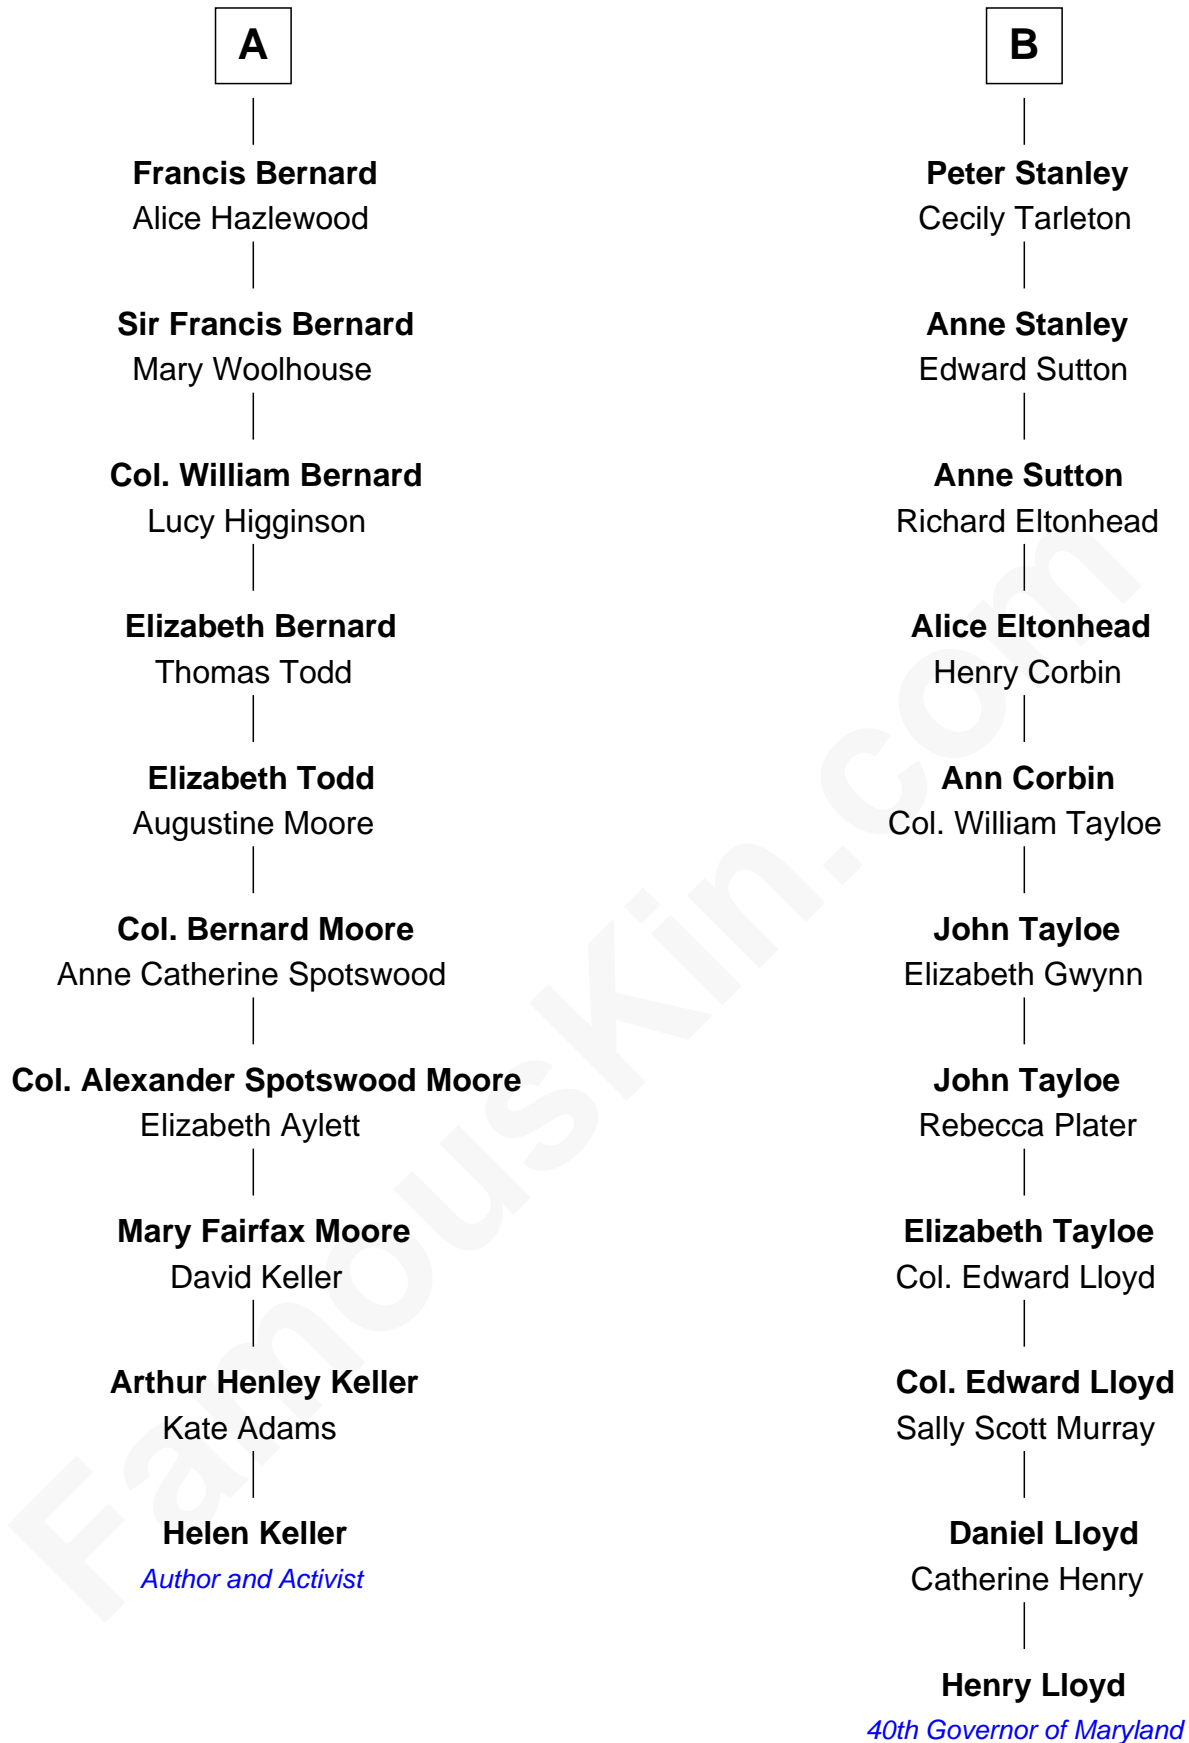 A
Francis Bernard
Alice Hazlewood
Sir Francis Bernard
Mary Woolhouse
Col. William Bernard
Lucy Higginson
Elizabeth Bernard
Thomas Todd
Elizabeth Todd
Augustine Moore
Col. Bernard Moore
Anne Catherine Spotswood
Col. Alexander Spotswood Moore
Elizabeth Aylett
Mary Fairfax Moore
David Keller
Arthur Henley Keller
Kate Adams
Helen Keller
Author and Activist
B
Peter Stanley
Cecily Tarleton
Anne Stanley
Edward Sutton
Anne Sutton
Richard Eltonhead
Alice Eltonhead
Henry Corbin
Ann Corbin
Col. William Tayloe
John Tayloe
Elizabeth Gwynn
John Tayloe
Rebecca Plater
Elizabeth Tayloe
Col. Edward Lloyd
Col. Edward Lloyd
Sally Scott Murray
Daniel Lloyd
Catherine Henry
Henry Lloyd
40th Governor of Maryland
FamousKin.com